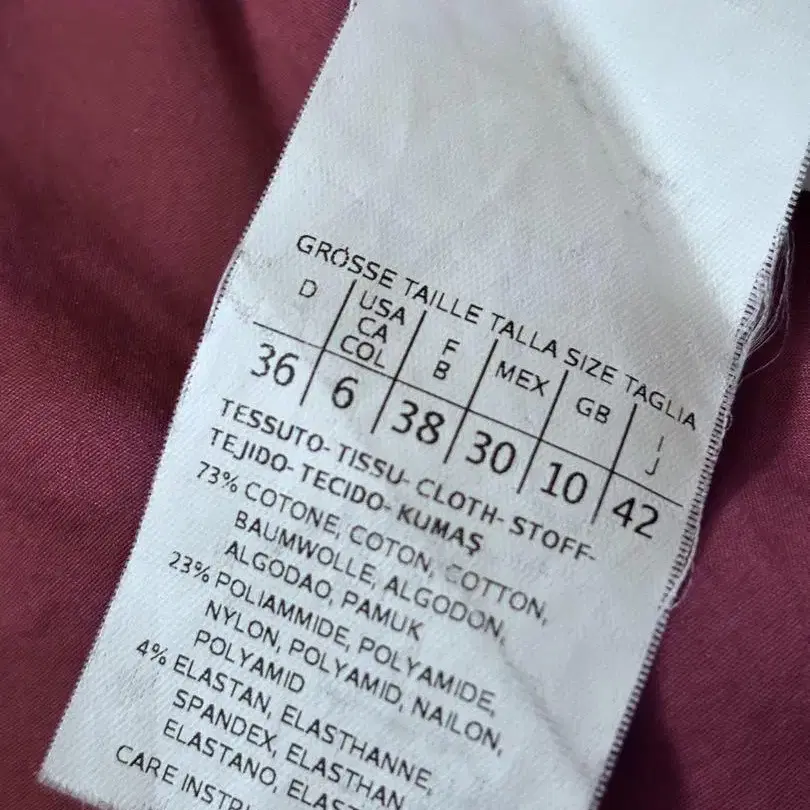 GRÖSSE TAILLE TALLA SIZE TAGLIA
D USA CA COL F B MEX GB I J
36 6 38 30 10 42
TESSUTO-TISSU-CLOTH-STOFF-
TEJIDO-TECIDO-KUMAŞ
73% COTONE, COTON, COTTON,
BAUMWOLLE, ALGODON,
ALGODAO, PAMUK
23% POLIAMMIDE, POLYAMIDE,
NYLON, POLYAMID, NAILON,
POLYAMID
4% ELASTAN, ELASTHANNE,
SPANDEX, ELASTHAN
ELASTANO,
CARE